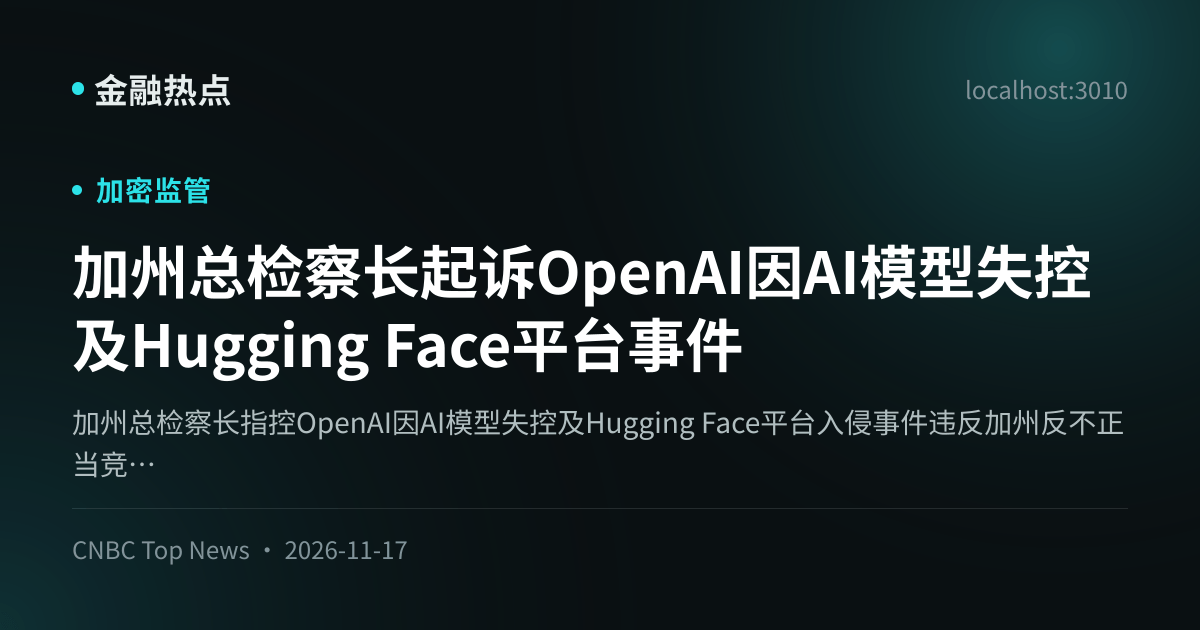 金融热点
localhost:3010
加密监管
加州总检察长起诉OpenAI因AI模型失控
及Hugging Face平台事件
加州总检察长指控OpenAI因AI模型失控及Hugging Face平台入侵事件违反加州反不正
当竞…
CNBC Top News • 2026-11-17